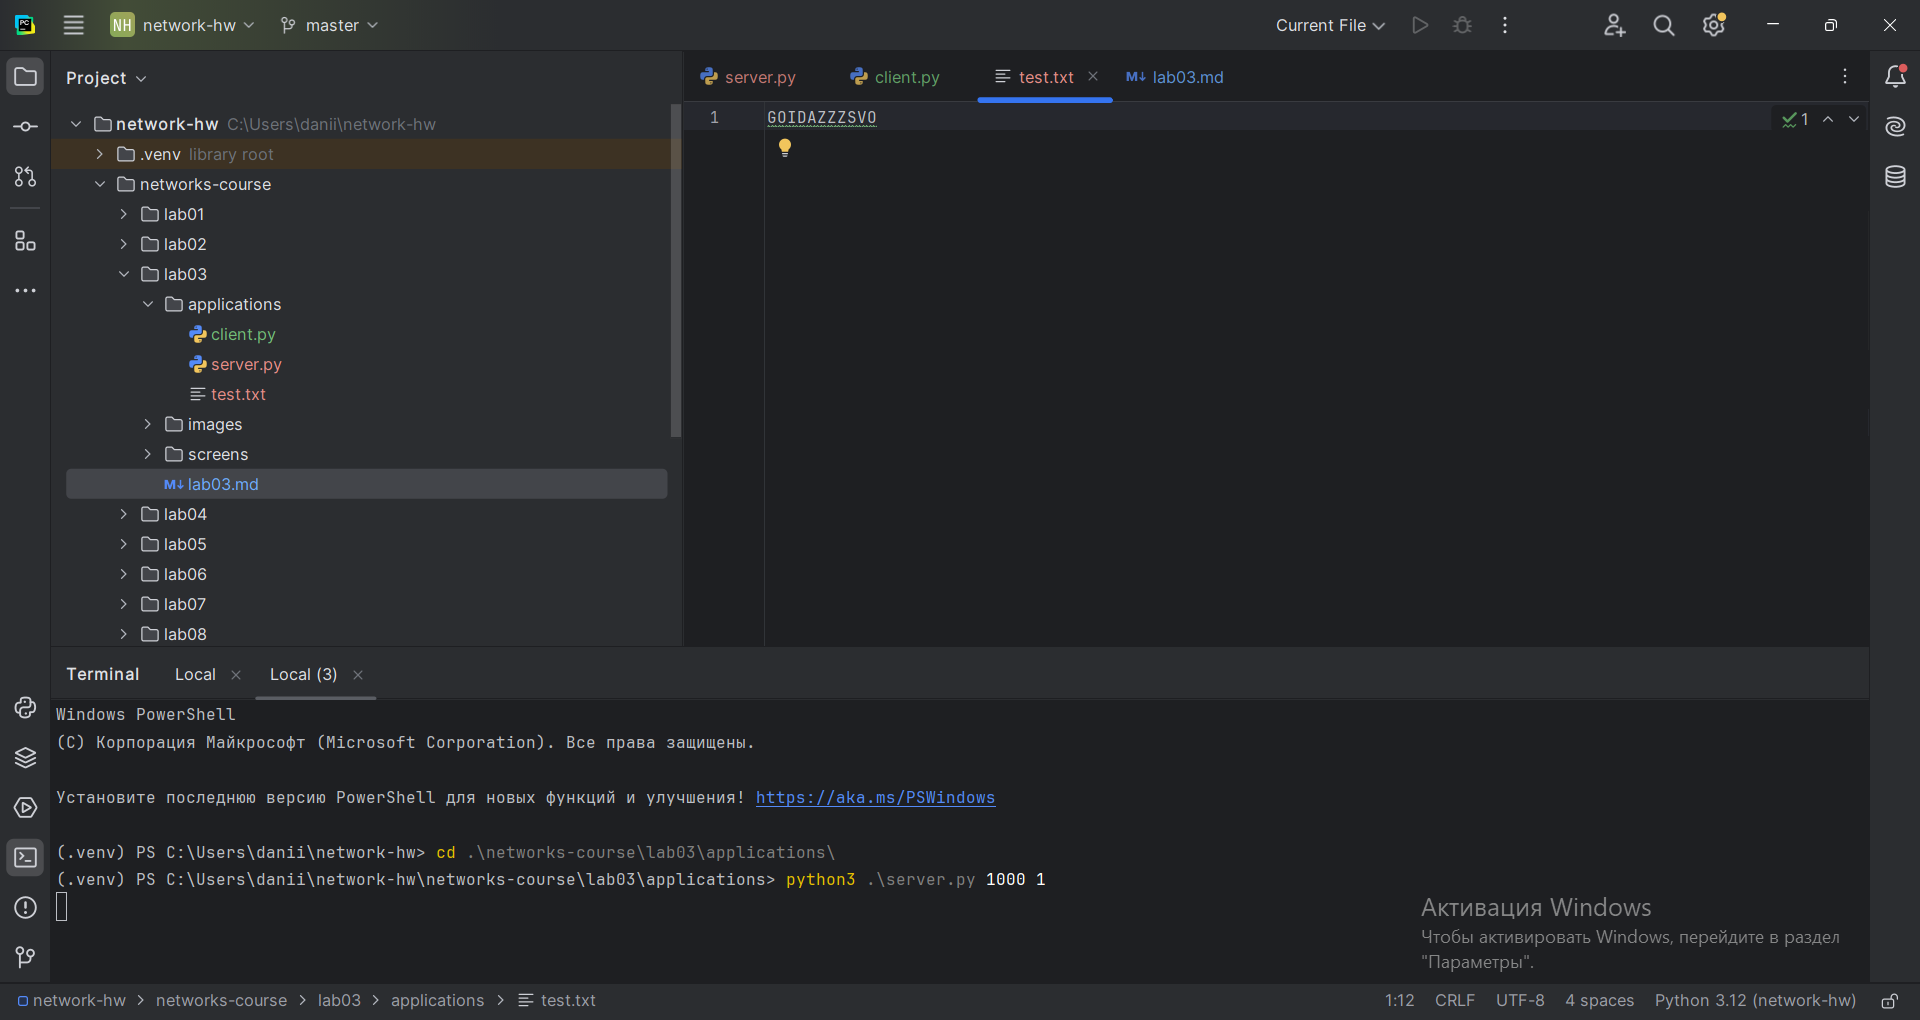 NH network-hw master Current File
Project
server.py client.py test.txt lab03.md
network-hw C:\Users\danii\network-hw
.venv library root
networks-course
lab01
lab02
lab03
applications
client.py
server.py
test.txt
images
screens
lab03.md
lab04
lab05
lab06
lab07
lab08
1 GOIDAZZZSVO 1
Terminal Local Local (3)
Windows PowerShell
(C) Корпорация Майкрософт (Microsoft Corporation). Все права защищены.
Установите последнюю версию PowerShell для новых функций и улучшения! https://aka.ms/PSWindows
(.venv) PS C:\Users\danii\network-hw> cd .\networks-course\lab03\applications\
(.venv) PS C:\Users\danii\network-hw\networks-course\lab03\applications> python3 .\server.py 1000 1
Активация Windows
Чтобы активировать Windows, перейдите в раздел
"Параметры".
network-hw > networks-course > lab03 > applications > test.txt 1:12 CRLF UTF-8 4 spaces Python 3.12 (network-hw)